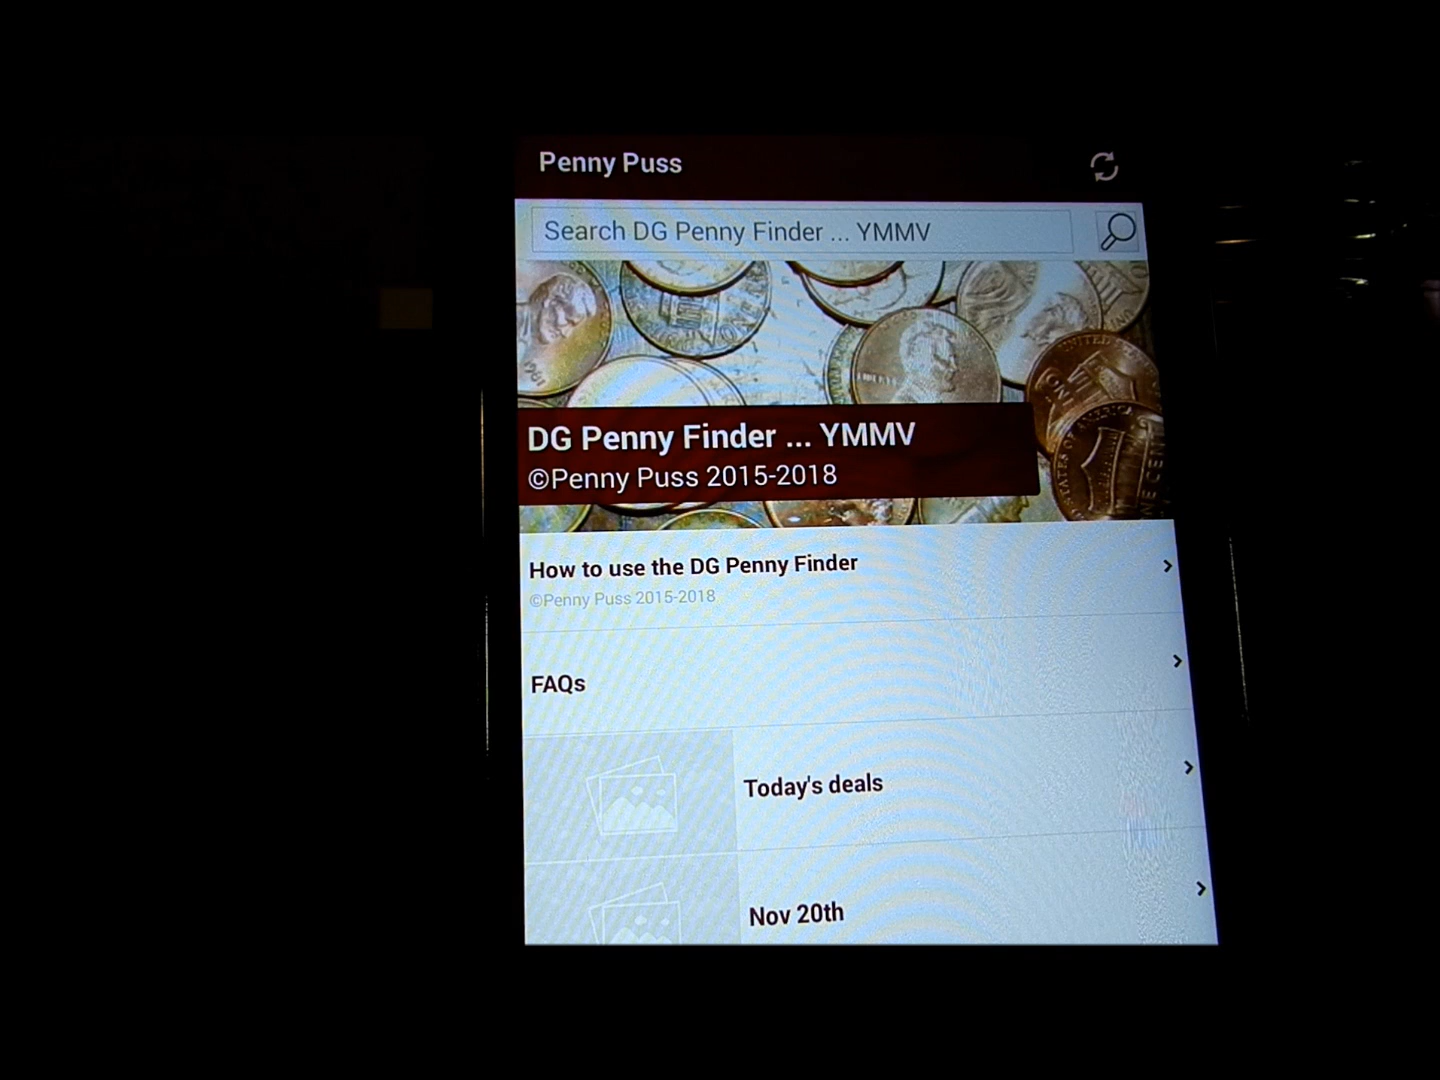 Penny Puss
Search DG Penny Finder ... YMMV
DG Penny Finder ... YMMV
©Penny Puss 2015-2018
How to use the DG Penny Finder
©Penny Puss 2015-2018
FAQs
Today's deals
Nov 20th